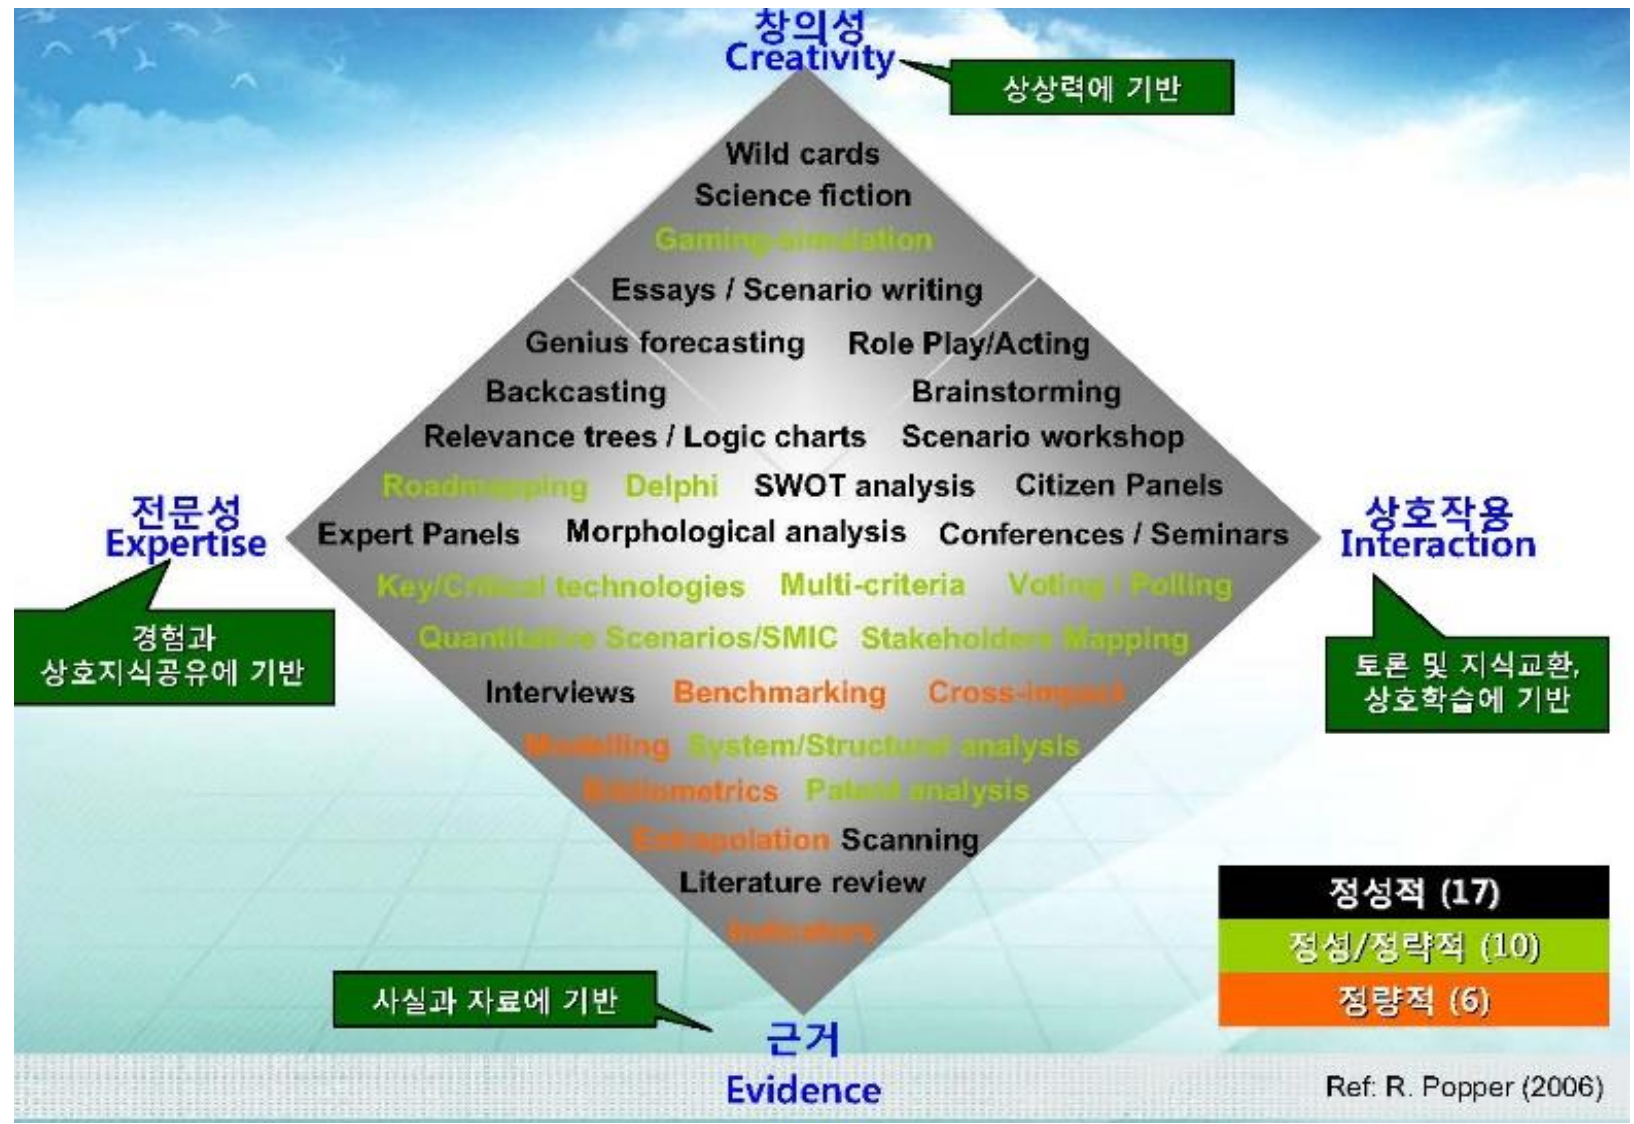 창의성
Creativity
상상력에 기반
Wild cards
Science fiction
Gaming-simulation
Essays / Scenario writing
Genius forecasting Role Play/Acting
Backcasting Brainstorming
Relevance trees / Logic charts Scenario workshop
Roadmapping Delphi SWOT analysis Citizen Panels
전문성
Expertise
상호작용
Interaction
Expert Panels Morphological analysis Conferences / Seminars
Key/Critical technologies Multi-criteria Voting / Polling
Quantitative Scenarios/SMIC Stakeholders Mapping
경험과
상호지식공유에 기반
토론 및 지식교환,
상호학습에 기반
Interviews Benchmarking Cross-impact
Modelling System/Structural analysis
Bibliometrics Patent analysis
Extrapolation Scanning
Literature review
Indicators
정성적 (17)
정성/정략적 (10)
정량적 (6)
사실과 자료에 기반
근거
Evidence
Ref: R. Popper (2006)